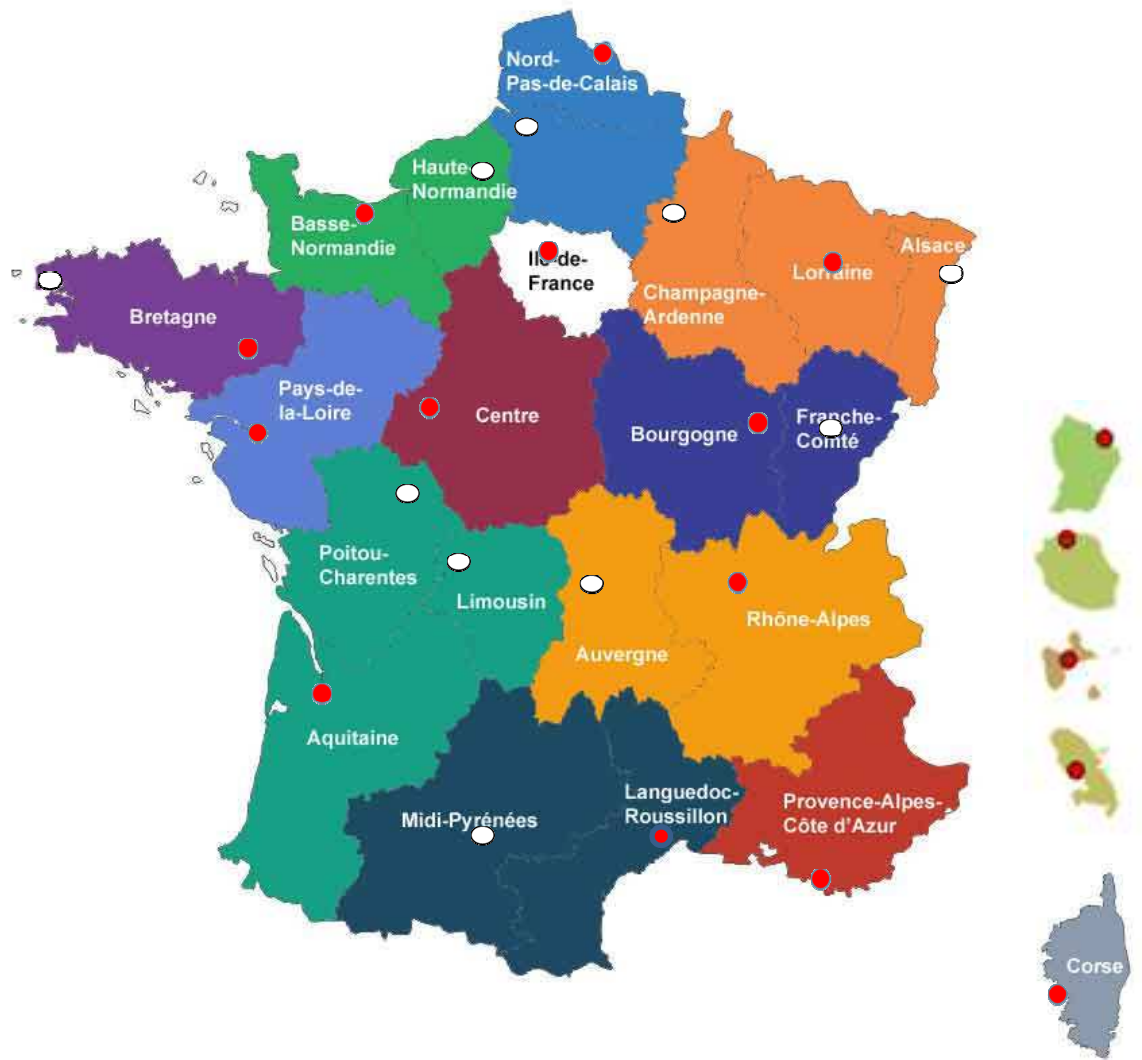 Nord-
Pas-de-Calais
Haute-
Normandie
Basse-
Normandie
Ile-de-
France
Alsace
Lorraine
Champagne-
Ardenne
Bretagne
Pays-de-
la-Loire
Centre
Bourgogne
Franche-
Comté
Poitou-
Charentes
Limousin
Auvergne
Rhône-Alpes
Aquitaine
Midi-Pyrénées
Languedoc-
Roussillon
Provence-Alpes-
Côte d'Azur
Corse